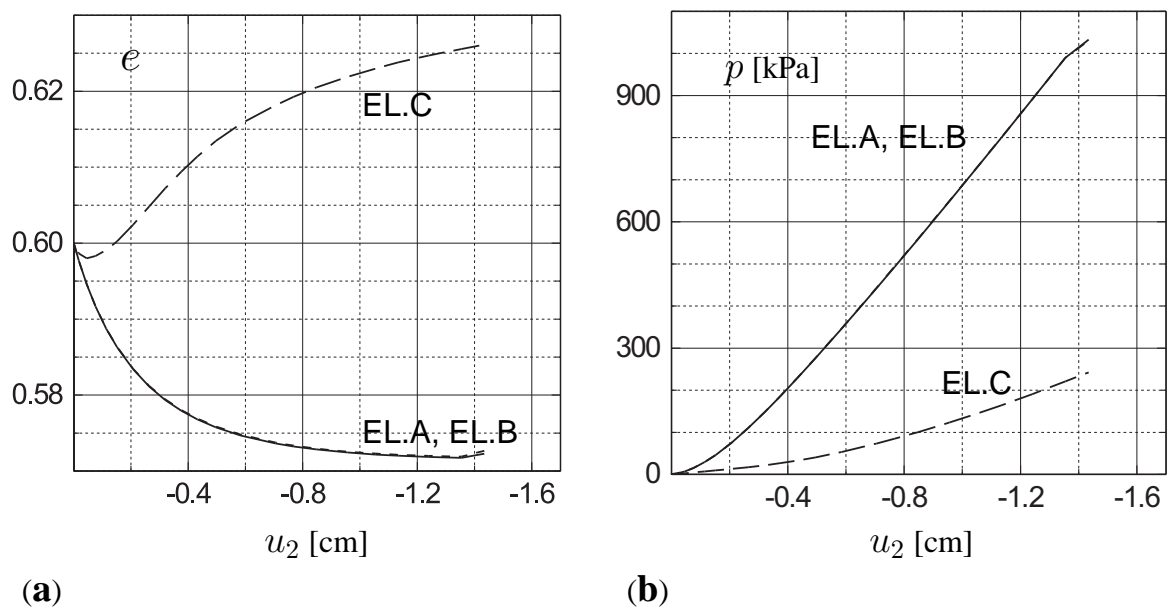 e
0.62
0.60
0.58
EL.C
EL.A, EL.B
-0.4 -0.8 -1.2 -1.6
u₂ [cm]
(a)
p [kPa]
900
600
300
0
EL.A, EL.B
EL.C
-0.4 -0.8 -1.2 -1.6
u₂ [cm]
(b)